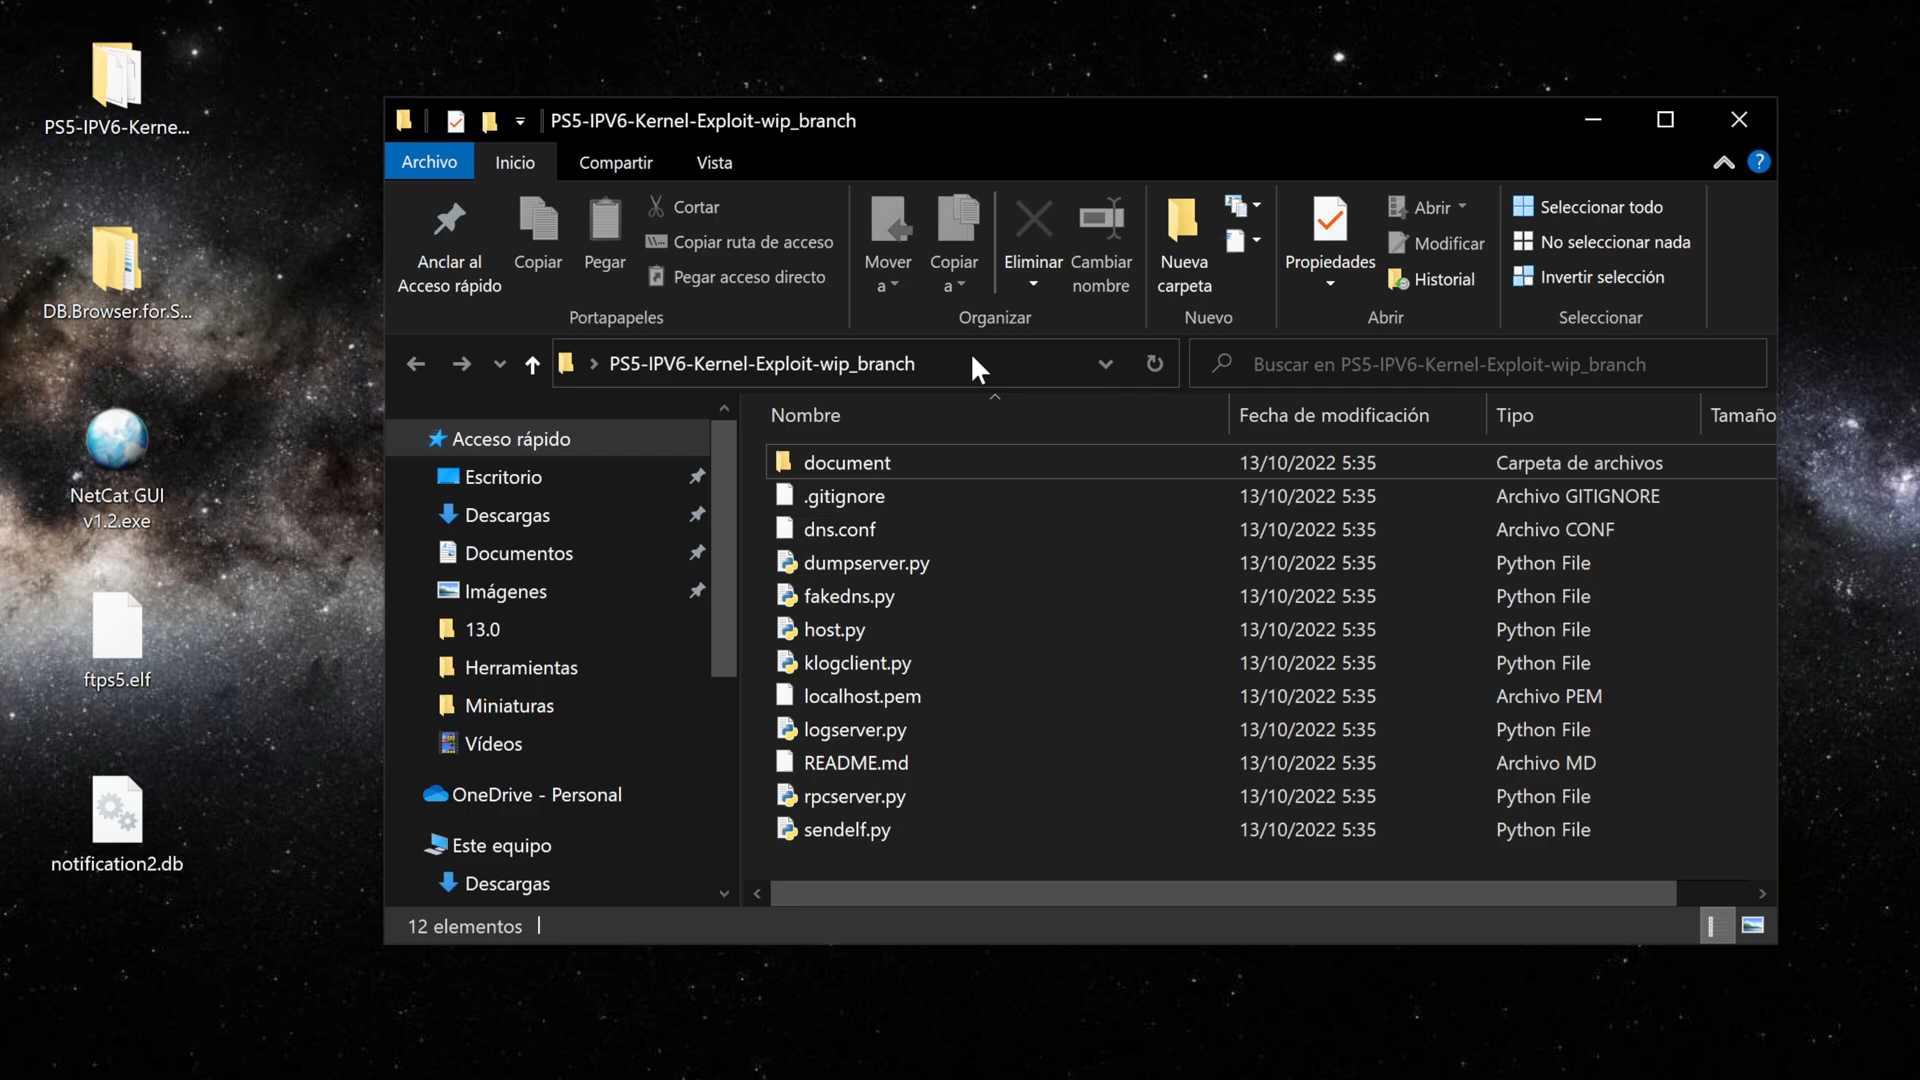 PS5-IPV6-Kerne...
DB.Browser.for.S...
NetCat GUI
v1.2.exe
ftps5.elf
notification2.db
PS5-IPV6-Kernel-Exploit-wip_branch
Archivo
Inicio
Compartir
Vista
?
Anclar al
Acceso rápido
Copiar
Pegar
Cortar
Copiar ruta de acceso
Pegar acceso directo
Portapapeles
Mover
a
Copiar
a
Eliminar
Cambiar
nombre
Organizar
Nueva
carpeta
Nuevo
Propiedades
Abrir
Modificar
Historial
Abrir
Seleccionar todo
No seleccionar nada
Invertir selección
Seleccionar
PS5-IPV6-Kernel-Exploit-wip_branch
Buscar en PS5-IPV6-Kernel-Exploit-wip_branch
Acceso rápido
Escritorio
Descargas
Documentos
Imágenes
13.0
Herramientas
Miniaturas
Vídeos
OneDrive - Personal
Este equipo
Descargas
Nombre Fecha de modificación Tipo Tamaño
document 13/10/2022 5:35 Carpeta de archivos
.gitignore 13/10/2022 5:35 Archivo GITIGNORE
dns.conf 13/10/2022 5:35 Archivo CONF
dumpserver.py 13/10/2022 5:35 Python File
fakedns.py 13/10/2022 5:35 Python File
host.py 13/10/2022 5:35 Python File
klogclient.py 13/10/2022 5:35 Python File
localhost.pem 13/10/2022 5:35 Archivo PEM
logserver.py 13/10/2022 5:35 Python File
README.md 13/10/2022 5:35 Archivo MD
rpcserver.py 13/10/2022 5:35 Python File
sendelf.py 13/10/2022 5:35 Python File
12 elementos